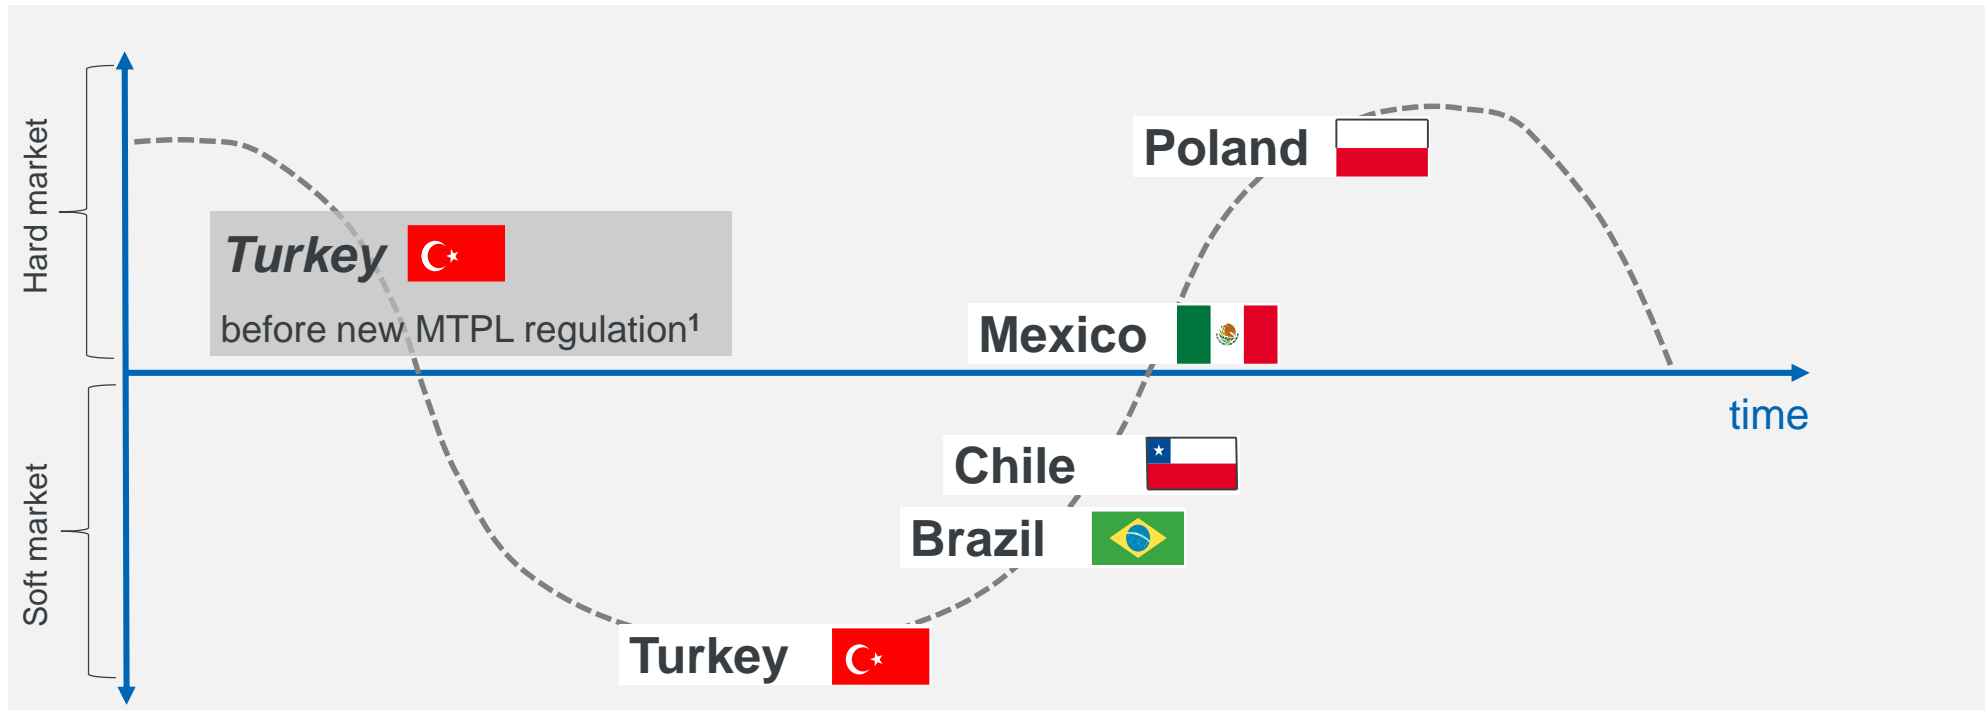 Hard market
Soft market
Turkey
before new MTPL regulation¹
Poland
Mexico
time
Chile
Brazil
Turkey